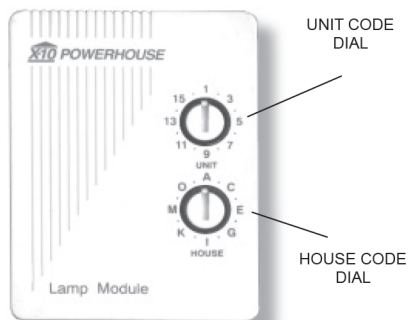 UNIT CODE
DIAL
X-10 POWERHOUSE
1
15 3
13 5
11 7
9
UNIT
A
O C
M E
K G
I
HOUSE
HOUSE CODE
DIAL
Lamp Module